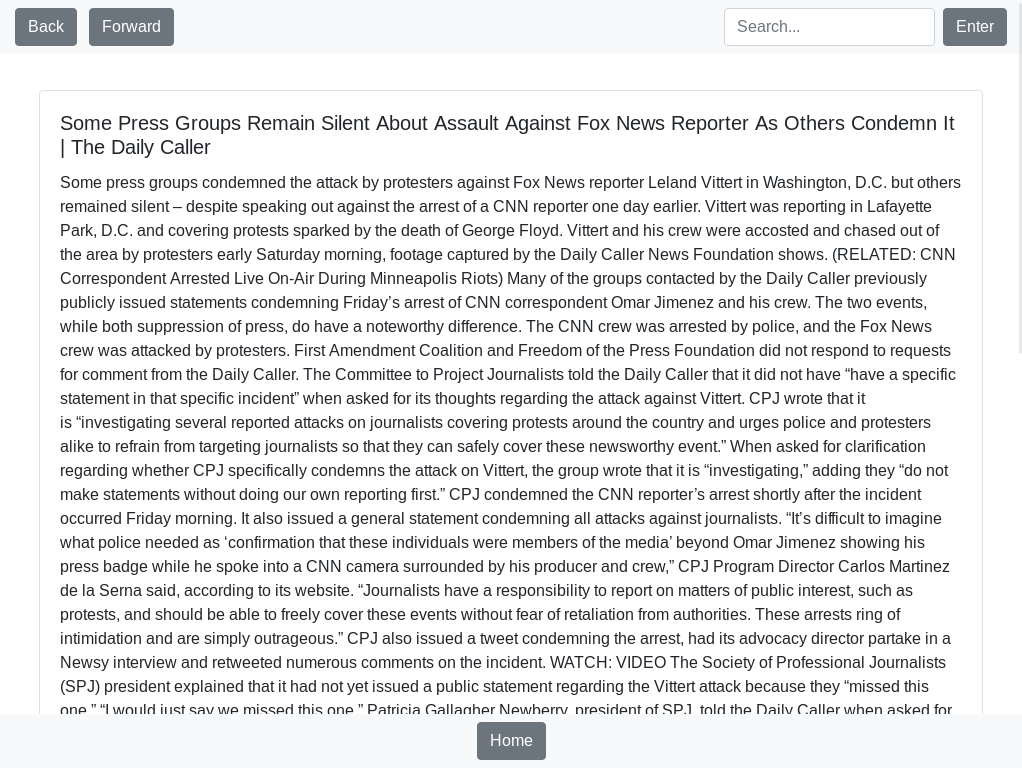 Back Forward Search... Enter
Some Press Groups Remain Silent About Assault Against Fox News Reporter As Others Condemn It
| The Daily Caller
Some press groups condemned the attack by protesters against Fox News reporter Leland Vittert in Washington, D.C. but others
remained silent – despite speaking out against the arrest of a CNN reporter one day earlier. Vittert was reporting in Lafayette
Park, D.C. and covering protests sparked by the death of George Floyd. Vittert and his crew were accosted and chased out of
the area by protesters early Saturday morning, footage captured by the Daily Caller News Foundation shows. (RELATED: CNN
Correspondent Arrested Live On-Air During Minneapolis Riots) Many of the groups contacted by the Daily Caller previously
publicly issued statements condemning Friday’s arrest of CNN correspondent Omar Jimenez and his crew. The two events,
while both suppression of press, do have a noteworthy difference. The CNN crew was arrested by police, and the Fox News
crew was attacked by protesters. First Amendment Coalition and Freedom of the Press Foundation did not respond to requests
for comment from the Daily Caller. The Committee to Project Journalists told the Daily Caller that it did not have “have a specific
statement in that specific incident” when asked for its thoughts regarding the attack against Vittert. CPJ wrote that it
is “investigating several reported attacks on journalists covering protests around the country and urges police and protesters
alike to refrain from targeting journalists so that they can safely cover these newsworthy event.” When asked for clarification
regarding whether CPJ specifically condemns the attack on Vittert, the group wrote that it is “investigating,” adding they “do not
make statements without doing our own reporting first.” CPJ condemned the CNN reporter’s arrest shortly after the incident
occurred Friday morning. It also issued a general statement condemning all attacks against journalists. “It’s difficult to imagine
what police needed as ‘confirmation that these individuals were members of the media’ beyond Omar Jimenez showing his
press badge while he spoke into a CNN camera surrounded by his producer and crew,” CPJ Program Director Carlos Martinez
de la Serna said, according to its website. “Journalists have a responsibility to report on matters of public interest, such as
protests, and should be able to freely cover these events without fear of retaliation from authorities. These arrests ring of
intimidation and are simply outrageous.” CPJ also issued a tweet condemning the arrest, had its advocacy director partake in a
Newsy interview and retweeted numerous comments on the incident. WATCH: VIDEO The Society of Professional Journalists
(SPJ) president explained that it had not yet issued a public statement regarding the Vittert attack because they “missed this
one.” “I would just say we missed this one,” Patricia Gallagher Newberry, president of SPJ, told the Daily Caller when asked for
Home